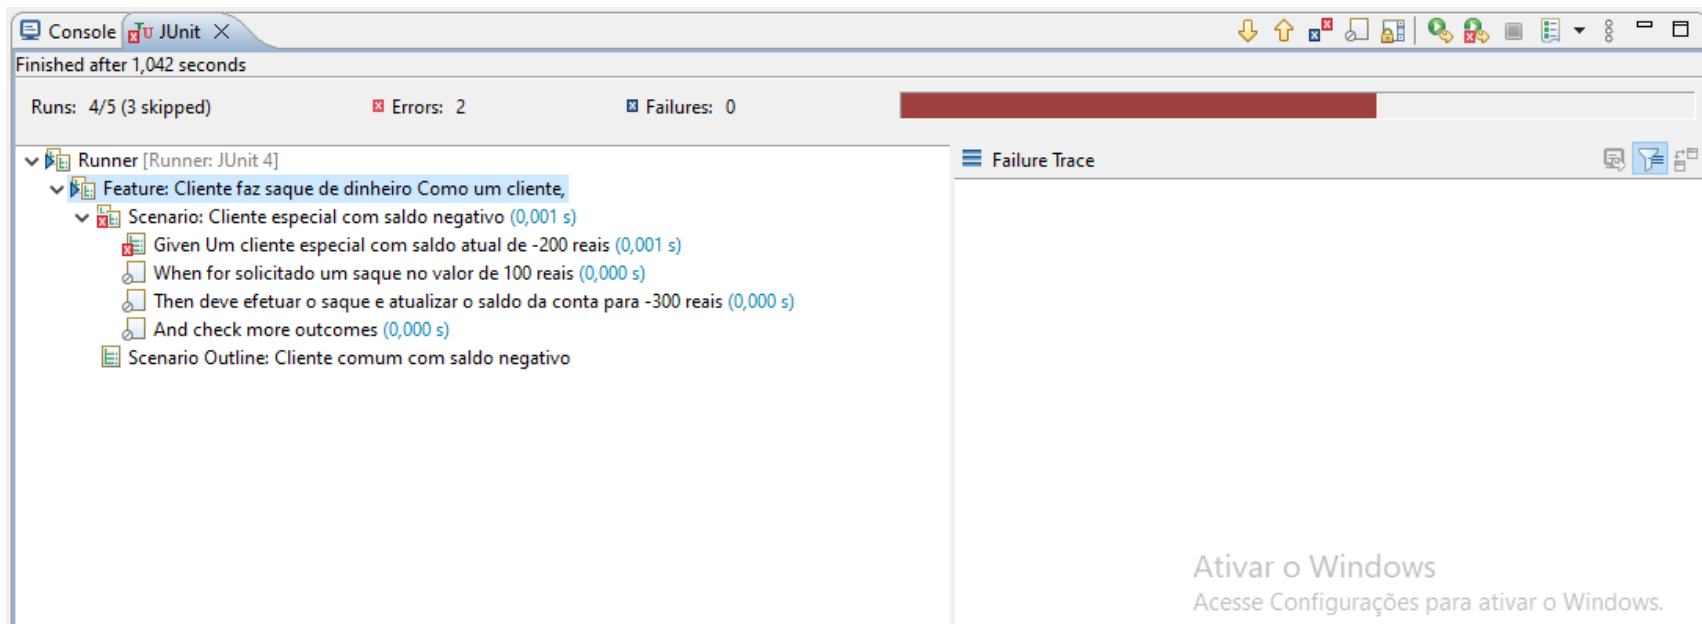 Console JUnit
Finished after 1,042 seconds
Runs: 4/5 (3 skipped) Errors: 2 Failures: 0
Runner [Runner: JUnit 4]
Failure Trace
Feature: Cliente faz saque de dinheiro Como um cliente,
Scenario: Cliente especial com saldo negativo (0,001 s)
Given Um cliente especial com saldo atual de -200 reais (0,001 s)
When for solicitado um saque no valor de 100 reais (0,000 s)
Then deve efetuar o saque e atualizar o saldo da conta para -300 reais (0,000 s)
And check more outcomes (0,000 s)
Scenario Outline: Cliente comum com saldo negativo
Ativar o Windows
Acesse Configurações para ativar o Windows.